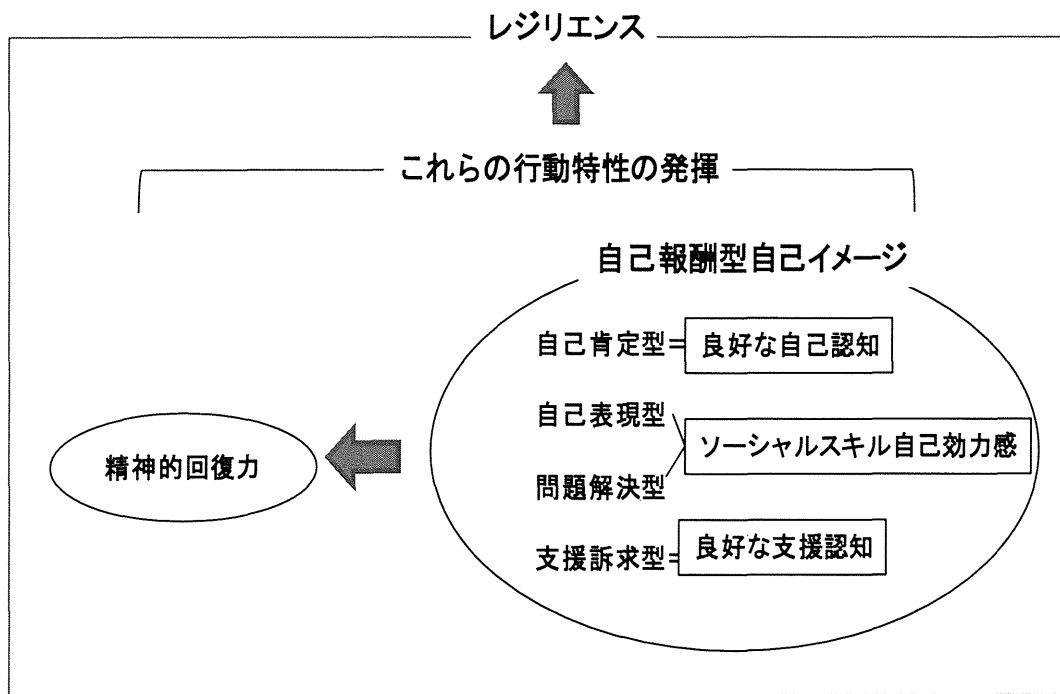 レジリエンス
これらの行動特性の発揮
自己報酬型自己イメージ
自己肯定型=良好な自己認知
自己表現型
ソーシャルスキル自己効力感
問題解決型
支援訴求型=良好な支援認知
精神的回復力